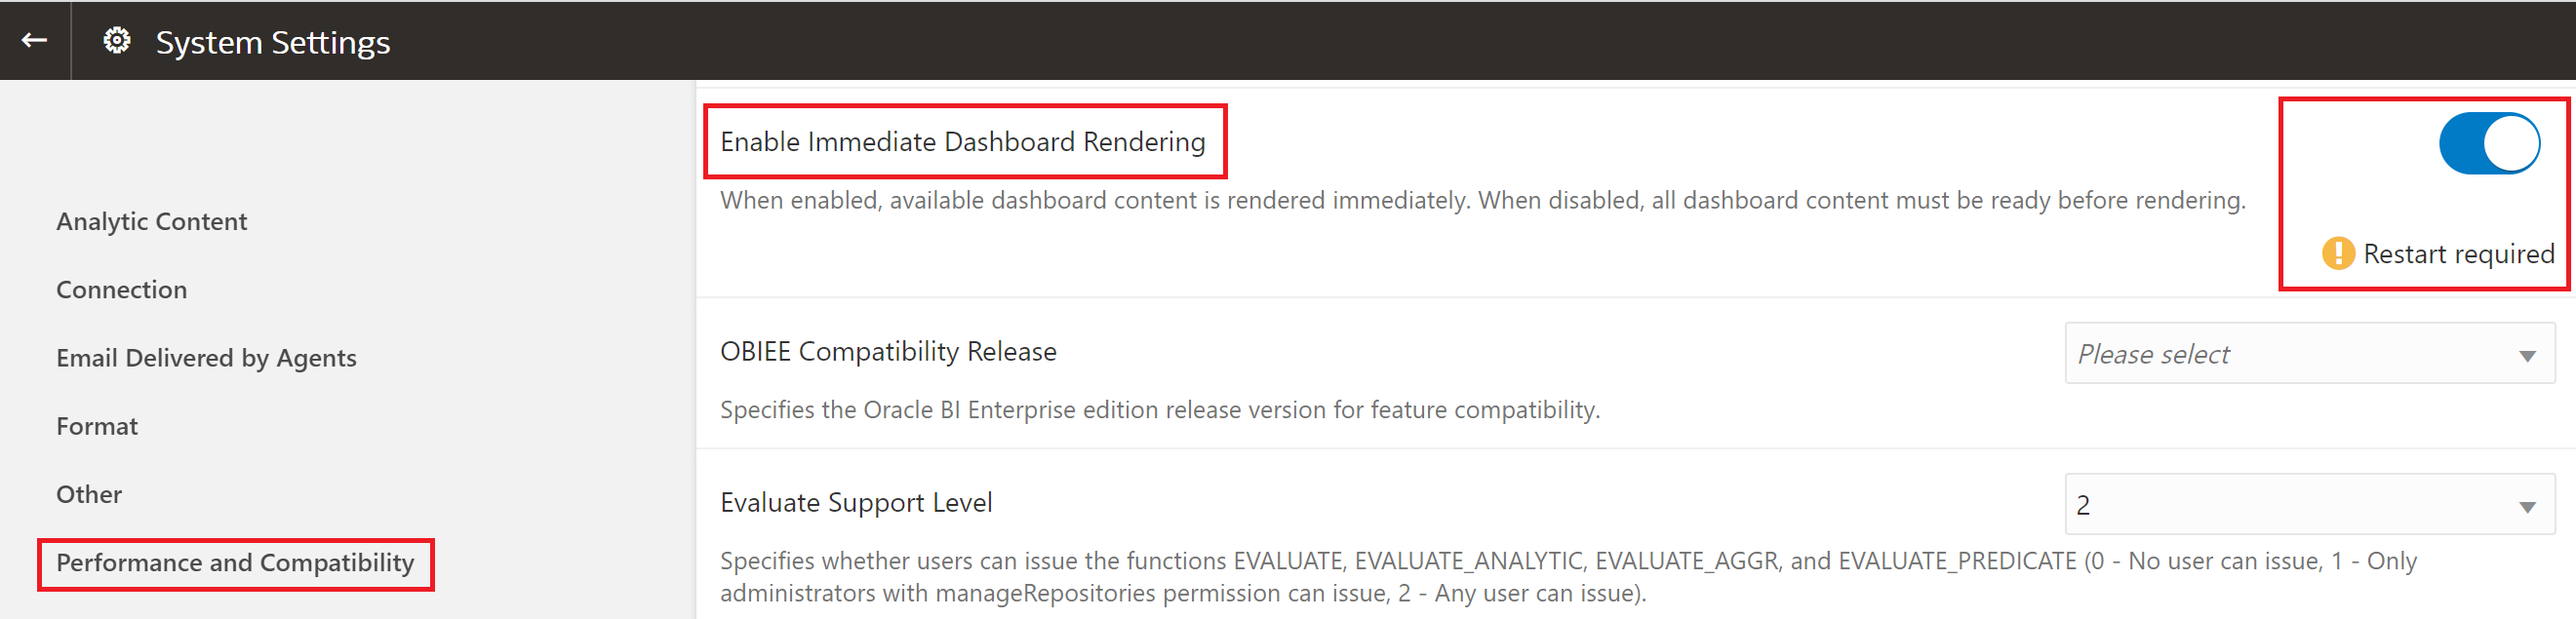 System Settings
Analytic Content
Connection
Email Delivered by Agents
Format
Other
Performance and Compatibility
Enable Immediate Dashboard Rendering
When enabled, available dashboard content is rendered immediately. When disabled, all dashboard content must be ready before rendering.
Restart required
OBIEE Compatibility Release
Please select
Specifies the Oracle BI Enterprise edition release version for feature compatibility.
Evaluate Support Level
2
Specifies whether users can issue the functions EVALUATE, EVALUATE_ANALYTIC, EVALUATE_AGGR, and EVALUATE_PREDICATE (0 - No user can issue, 1 - Only
administrators with manageRepositories permission can issue, 2 - Any user can issue).